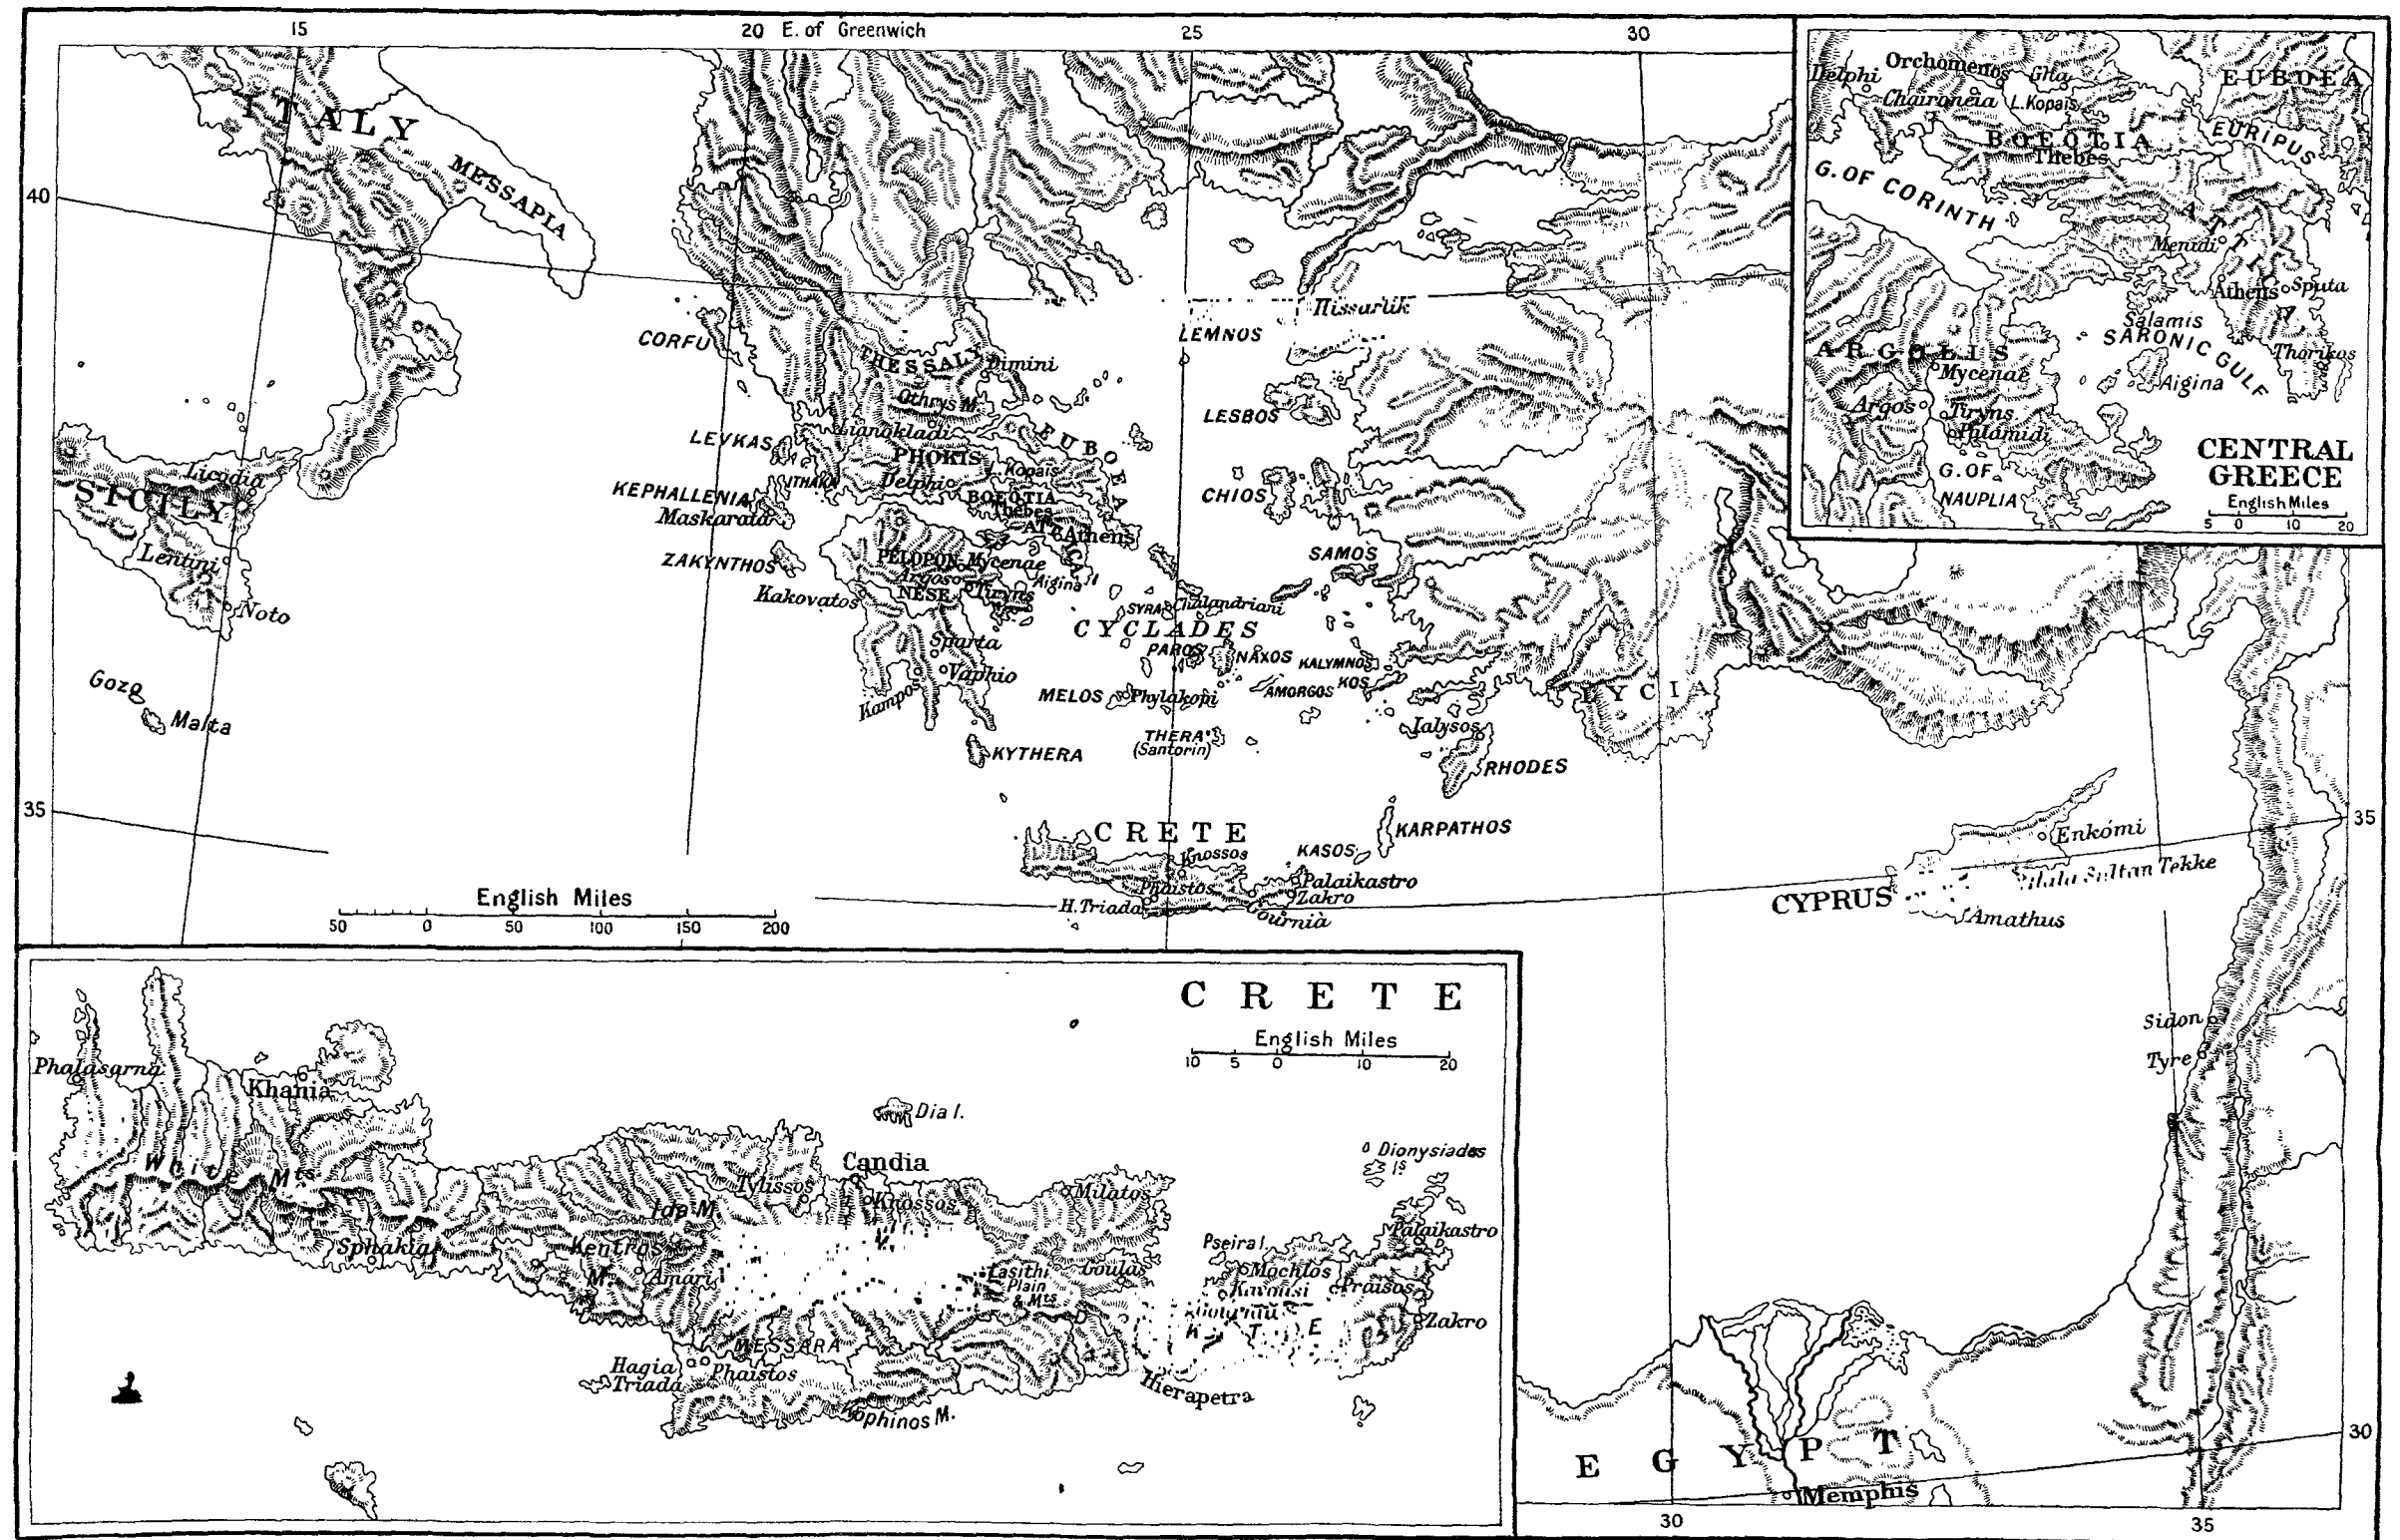 15
20 E. of Greenwich
25
30
40
35
ITALY
MESSAPIA
CORFU
THESSALY
Dimini
Othrys M.
Lianokladi
LEVKAS
PHOKIS
L. Kopais
EUBOEA
Delphi
ITHAKA
KEPHALLENIA
BOEOTIA
Thebes
Maskarata
ATTICA
Athens
ZAKYNTHOS
PELOPON-
NESE
Mycenae
Argos
Tiryns
Aigina
Kakovatos
Sparta
Vaphio
Kampos
KYTHERA
Licodia
SICILY
Lentini
Noto
Gozo
Malta
Hissarlik
LEMNOS
LESBOS
CHIOS
SAMOS
SYRA
Chalandriani
CYCLADES
PAROS
NAXOS
KALYMNOS
AMORGOS
KOS
MELOS
Phylakopi
THERA
(Santorin)
LYCIA
Ialysos
RHODES
KARPATHOS
KASOS
CRETE
Knossos
Phaistos
H. Triada
Palaikastro
Zakro
Gournià
Enkómi
CYPRUS
Sultan Tekke
Amathus
35
Sidon
Tyre
EGYPT
Memphis
30
30
35
English Miles
50 0 50 100 150 200
Delphi
Orchomenos
Gha
EUBOEA
Chaironeia
L. Kopais
BOEOTIA
Thebes
EURIPUS
G. OF CORINTH
ATTICA
Menidi
Athens
Sputa
Salamis
SARONIC GULF
Thorikos
ARGOLIS
Mycenae
Aigina
Argos
Tiryns
Palamidi
G. OF
NAUPLIA
CENTRAL
GREECE
English Miles
5 0 10 20
CRETE
English Miles
10 5 0 10 20
Phalasarna
Khania
White Mts
Sphakia
Dia I.
Candia
Tylissos
Knossos
Milatos
Ida M.
Kentros
M.
Amari
Lasithi
Plain
& Mts
Goulas
MESSARA
Hagia
Triada
Phaistos
Kophinos M.
Dionysiades
Is
Palaikastro
Pseira I.
Mochlos
Kavousi
Praisos
Zakro
Hierapetra